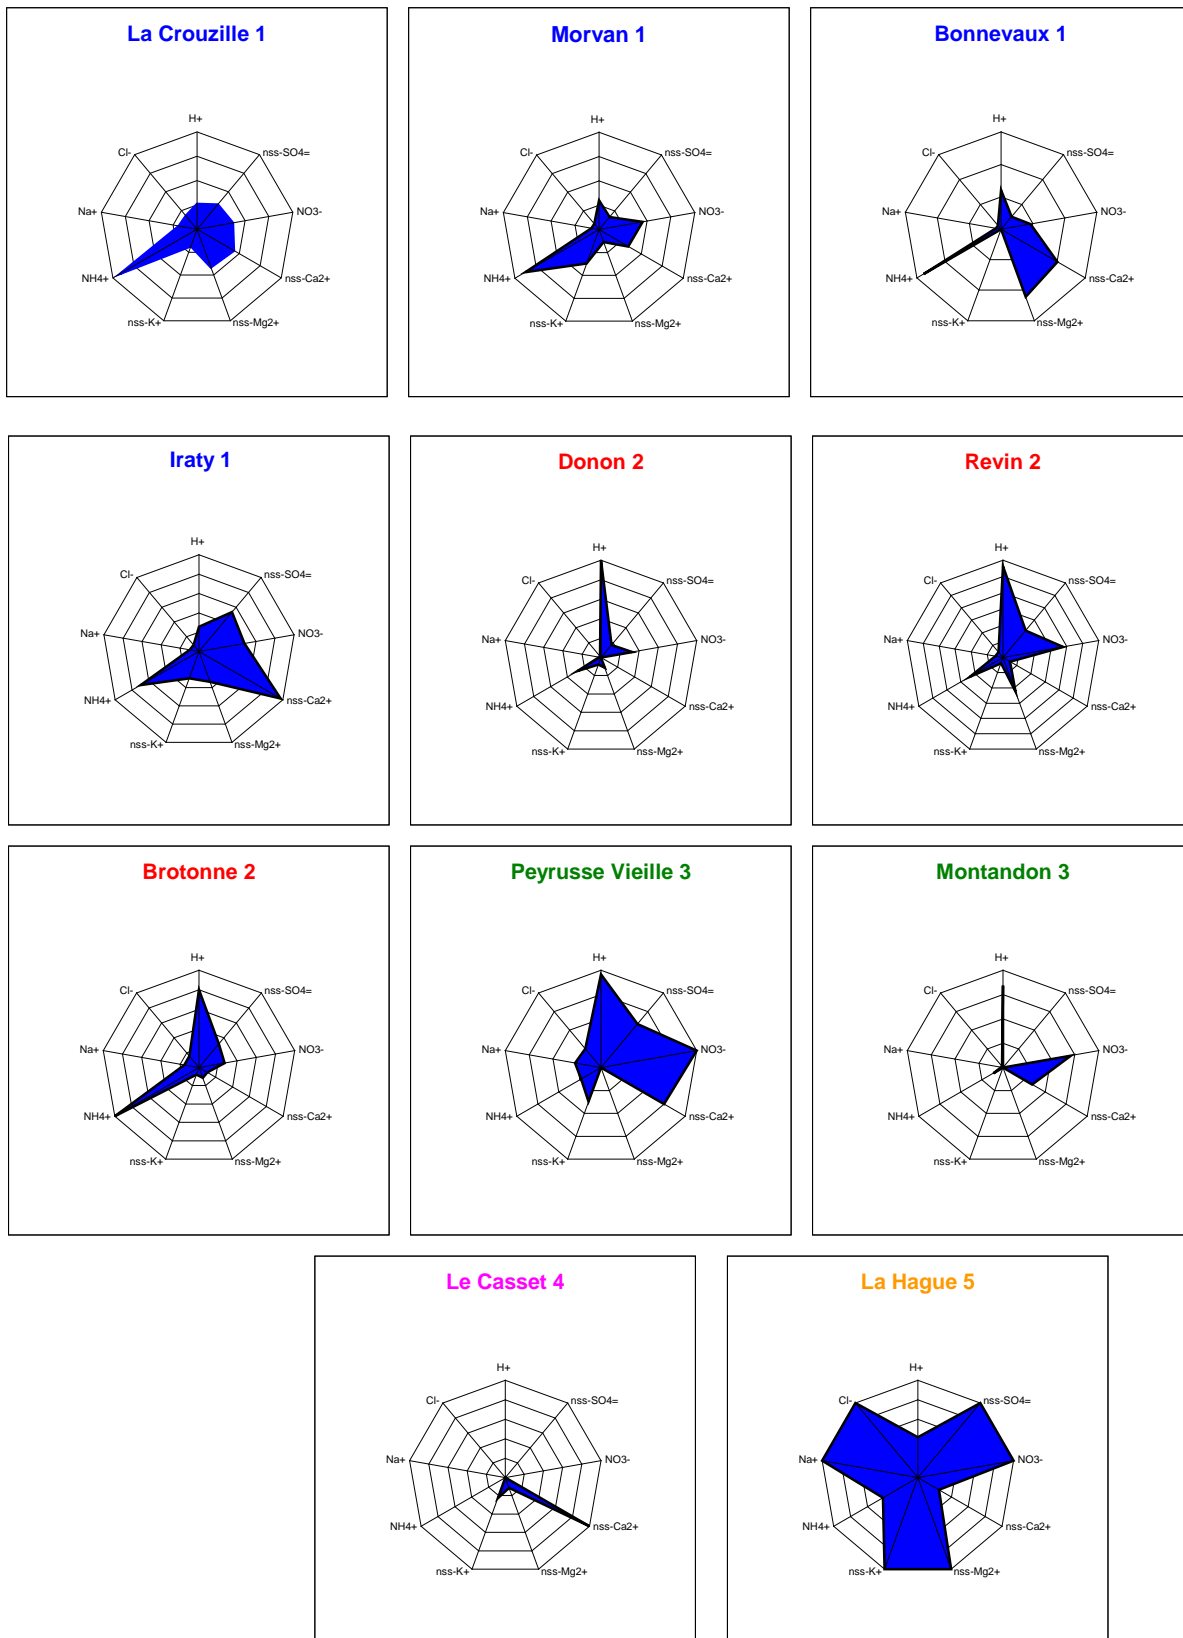 La Crouzille 1
H+
Cl-
nss-SO4=
Na+
NO3-
NH4+
nss-Ca2+
nss-K+
nss-Mg2+
Morvan 1
H+
Cl-
nss-SO4=
Na+
NO3-
NH4+
nss-Ca2+
nss-K+
nss-Mg2+
Bonnevaux 1
H+
Cl-
nss-SO4=
Na+
NO3-
NH4+
nss-Ca2+
nss-K+
nss-Mg2+
Iraty 1
H+
Cl-
nss-SO4=
Na+
NO3-
NH4+
nss-Ca2+
nss-K+
nss-Mg2+
Donon 2
H+
Cl-
nss-SO4=
Na+
NO3-
NH4+
nss-Ca2+
nss-K+
nss-Mg2+
Revin 2
H+
Cl-
nss-SO4=
Na+
NO3-
NH4+
nss-Ca2+
nss-K+
nss-Mg2+
Brotonne 2
H+
Cl-
nss-SO4=
Na+
NO3-
NH4+
nss-Ca2+
nss-K+
nss-Mg2+
Peyrusse Vieille 3
H+
Cl-
nss-SO4=
Na+
NO3-
NH4+
nss-Ca2+
nss-K+
nss-Mg2+
Montandon 3
H+
Cl-
nss-SO4=
Na+
NO3-
NH4+
nss-Ca2+
nss-K+
nss-Mg2+
Le Casset 4
H+
Cl-
nss-SO4=
Na+
NO3-
NH4+
nss-Ca2+
nss-K+
nss-Mg2+
La Hague 5
H+
Cl-
nss-SO4=
Na+
NO3-
NH4+
nss-Ca2+
nss-K+
nss-Mg2+